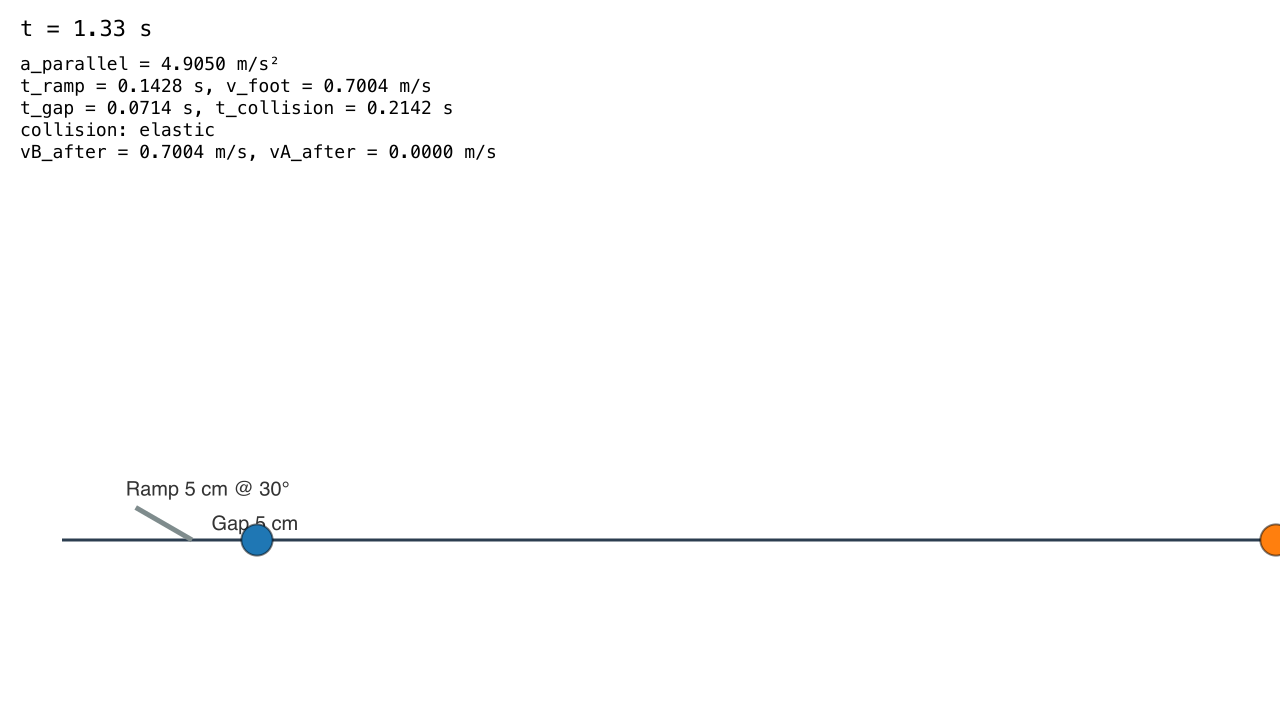 t = 1.33 s
a_parallel = 4.9050 m/s²
t_ramp = 0.1428 s, v_foot = 0.7004 m/s
t_gap = 0.0714 s, t_collision = 0.2142 s
collision: elastic
vB_after = 0.7004 m/s, vA_after = 0.0000 m/s
Ramp 5 cm @ 30°
Gap 5 cm